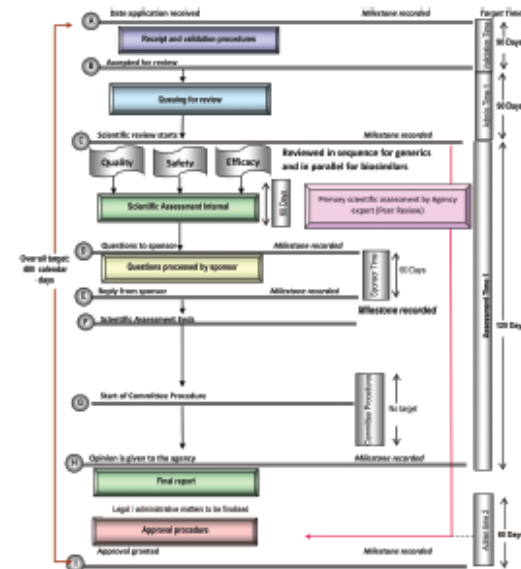 Date application received
Milestone recorded
Target Time
A
Receipt and validation procedures
Validation Time
90 Days
B
Accepted for review
Queuing for review
90 Days
C
Scientific review starts
Milestone recorded
Quality
Safety
Efficacy
Reviewed in sequence for generics
and in parallel for biosimilars
Scientific Assessment Internal
Days
Primary scientific assessment by Agency
expert (Peer Review)
Overall target:
calendar
days
Questions to sponsor
Milestone recorded
Questions processed by sponsor
Sponsor Time
60 Days
E
Reply from sponsor
Milestone recorded
Milestone recorded
F
Scientific Assessment Ends
Assessment Time 1
120 Days
G
Start of Committee Procedure
Committee Procedures
No target
H
Opinion is given to the agency
Milestone recorded
Final report
Legal / administrative matters to be finalised
Approval procedure
Admin time 2
Days
I
Approval granted
Milestone recorded